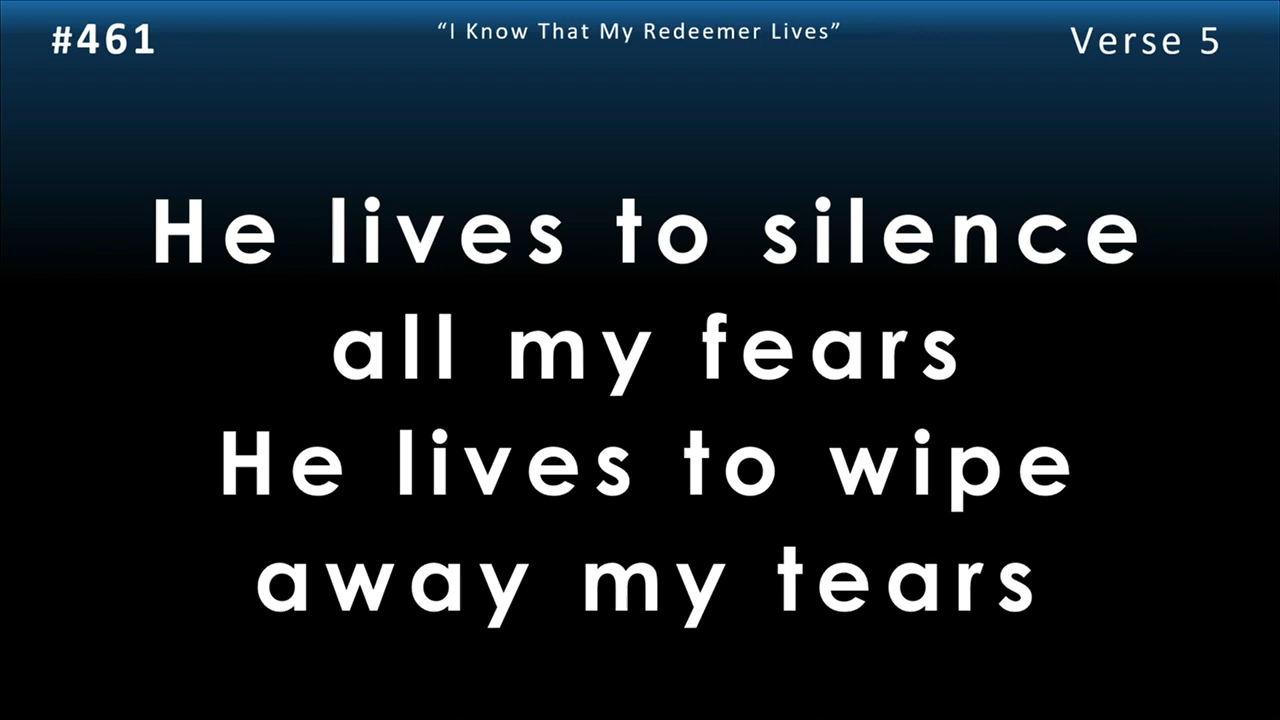 #461
“I Know That My Redeemer Lives”
Verse 5
He lives to silence
all my fears
He lives to wipe
away my tears